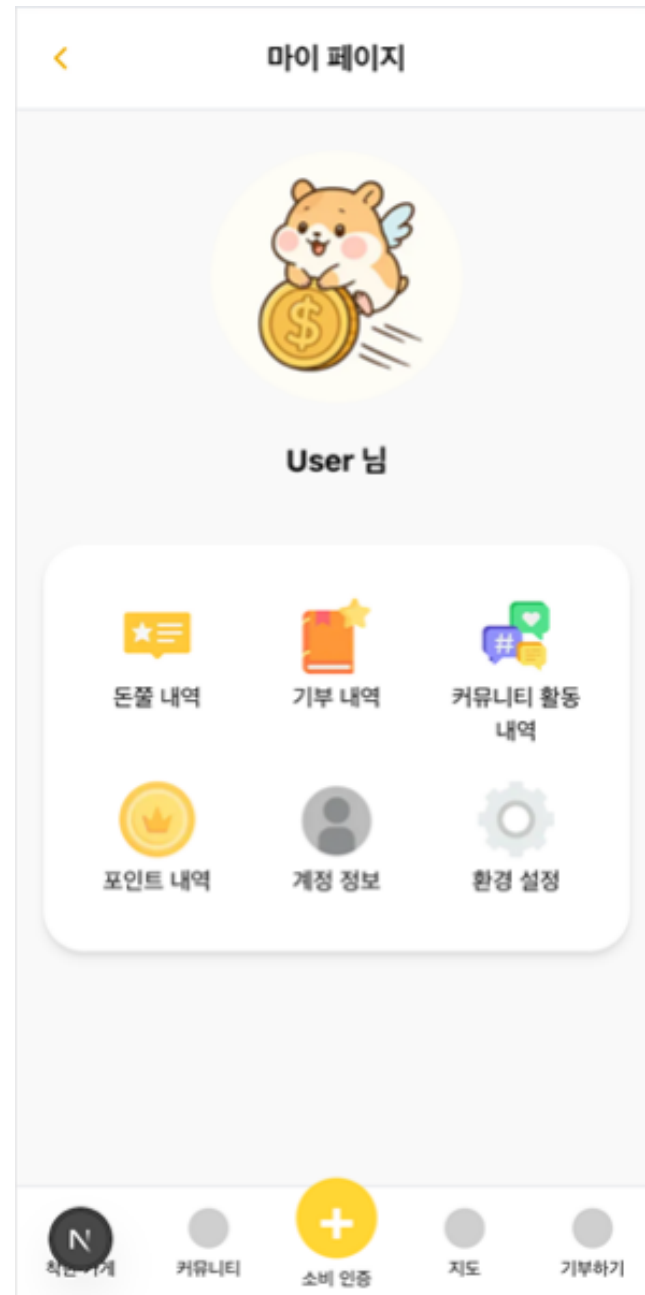 마이 페이지
$
User 님
돈쭐 내역
기부 내역
커뮤니티 활동
내역
#
포인트 내역
계정 정보
환경 설정
N
커뮤니티
소비 인증
지도
기부하기